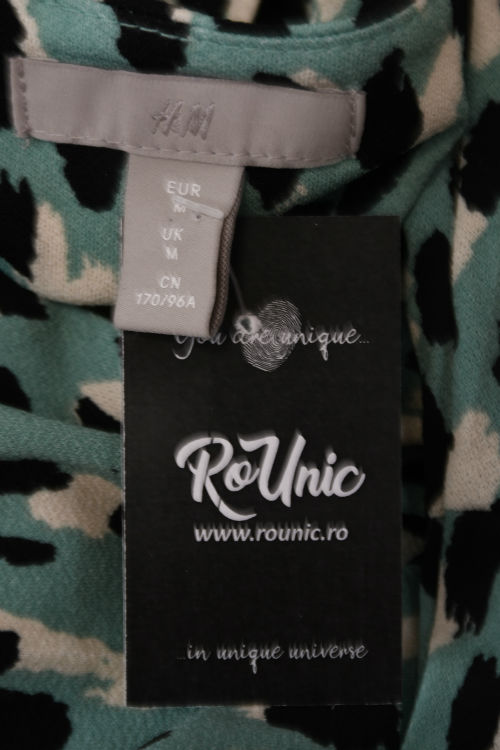 H&M
EUR
M
UK
M
CN
170/96A
You are unique...
RoUnic
www.rounic.ro
...in unique universe